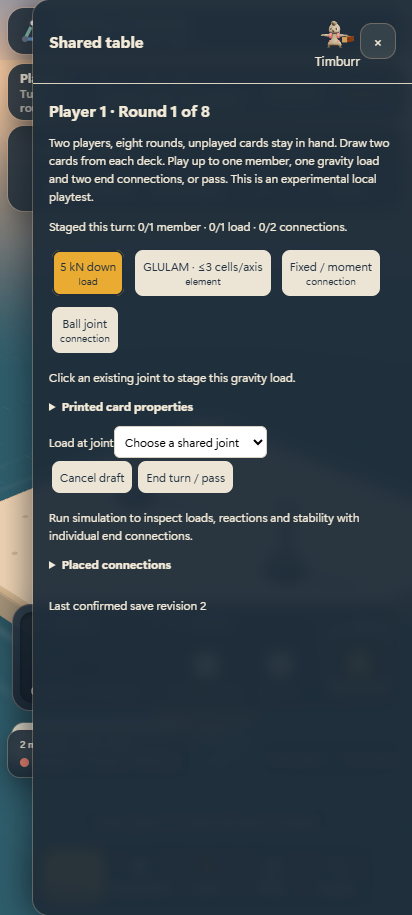 Shared table
Timburr
×
Pl
Tu
ro
Player 1 · Round 1 of 8
Two players, eight rounds, unplayed cards stay in hand. Draw two
cards from each deck. Play up to one member, one gravity load
and two end connections, or pass. This is an experimental local
playtest.
Staged this turn: 0/1 member · 0/1 load · 0/2 connections.
5 kN down
load
GLULAM · ≤3 cells/axis
element
Fixed / moment
connection
Ball joint
connection
Click an existing joint to stage this gravity load.
▶ Printed card properties
Load at joint Choose a shared joint
Cancel draft End turn / pass
Run simulation to inspect loads, reactions and stability with
individual end connections.
▶ Placed connections
Last confirmed save revision 2